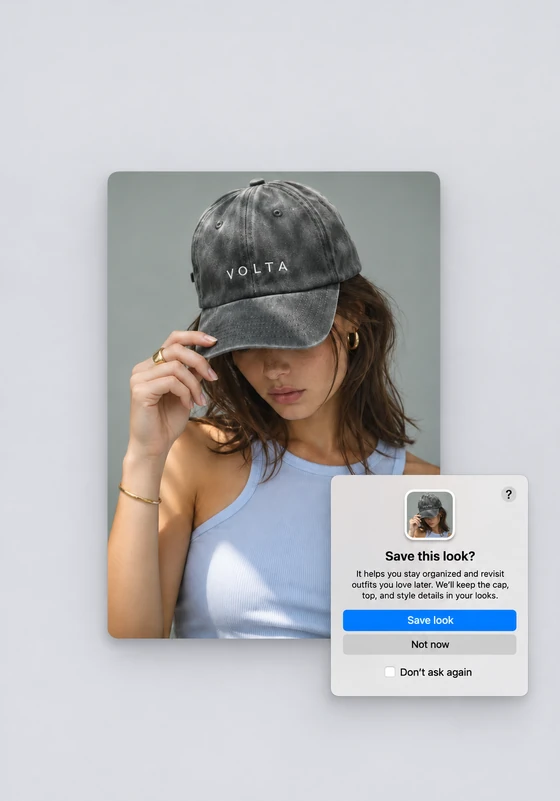 VOLTA
?
Save this look?
It helps you stay organized and revisit
outfits you love later. We’ll keep the cap,
top, and style details in your looks.
Save look
Not now
Don’t ask again